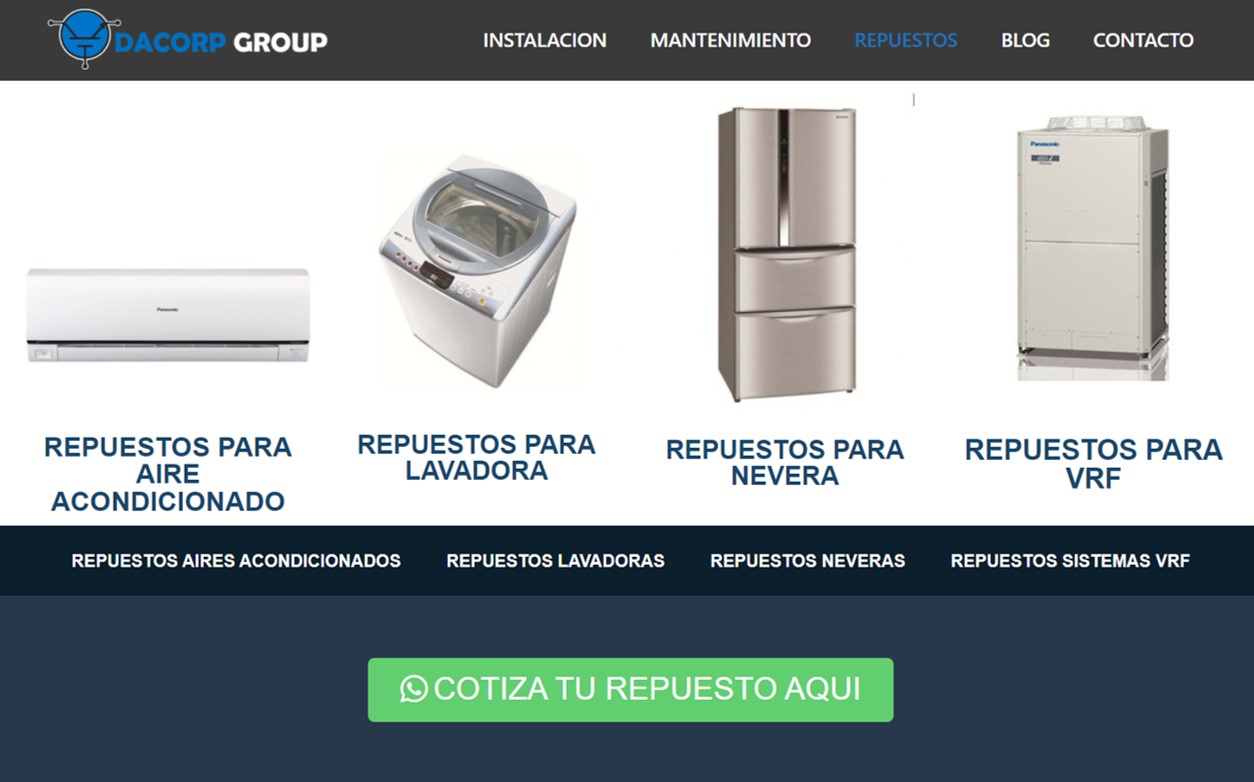 DACORP GROUP
INSTALACION
MANTENIMIENTO
REPUESTOS
BLOG
CONTACTO
Panasonic
Panasonic
REPUESTOS PARA
AIRE
ACONDICIONADO
REPUESTOS PARA
LAVADORA
REPUESTOS PARA
NEVERA
REPUESTOS PARA
VRF
REPUESTOS AIRES ACONDICIONADOS
REPUESTOS LAVADORAS
REPUESTOS NEVERAS
REPUESTOS SISTEMAS VRF
COTIZA TU REPUESTO AQUI